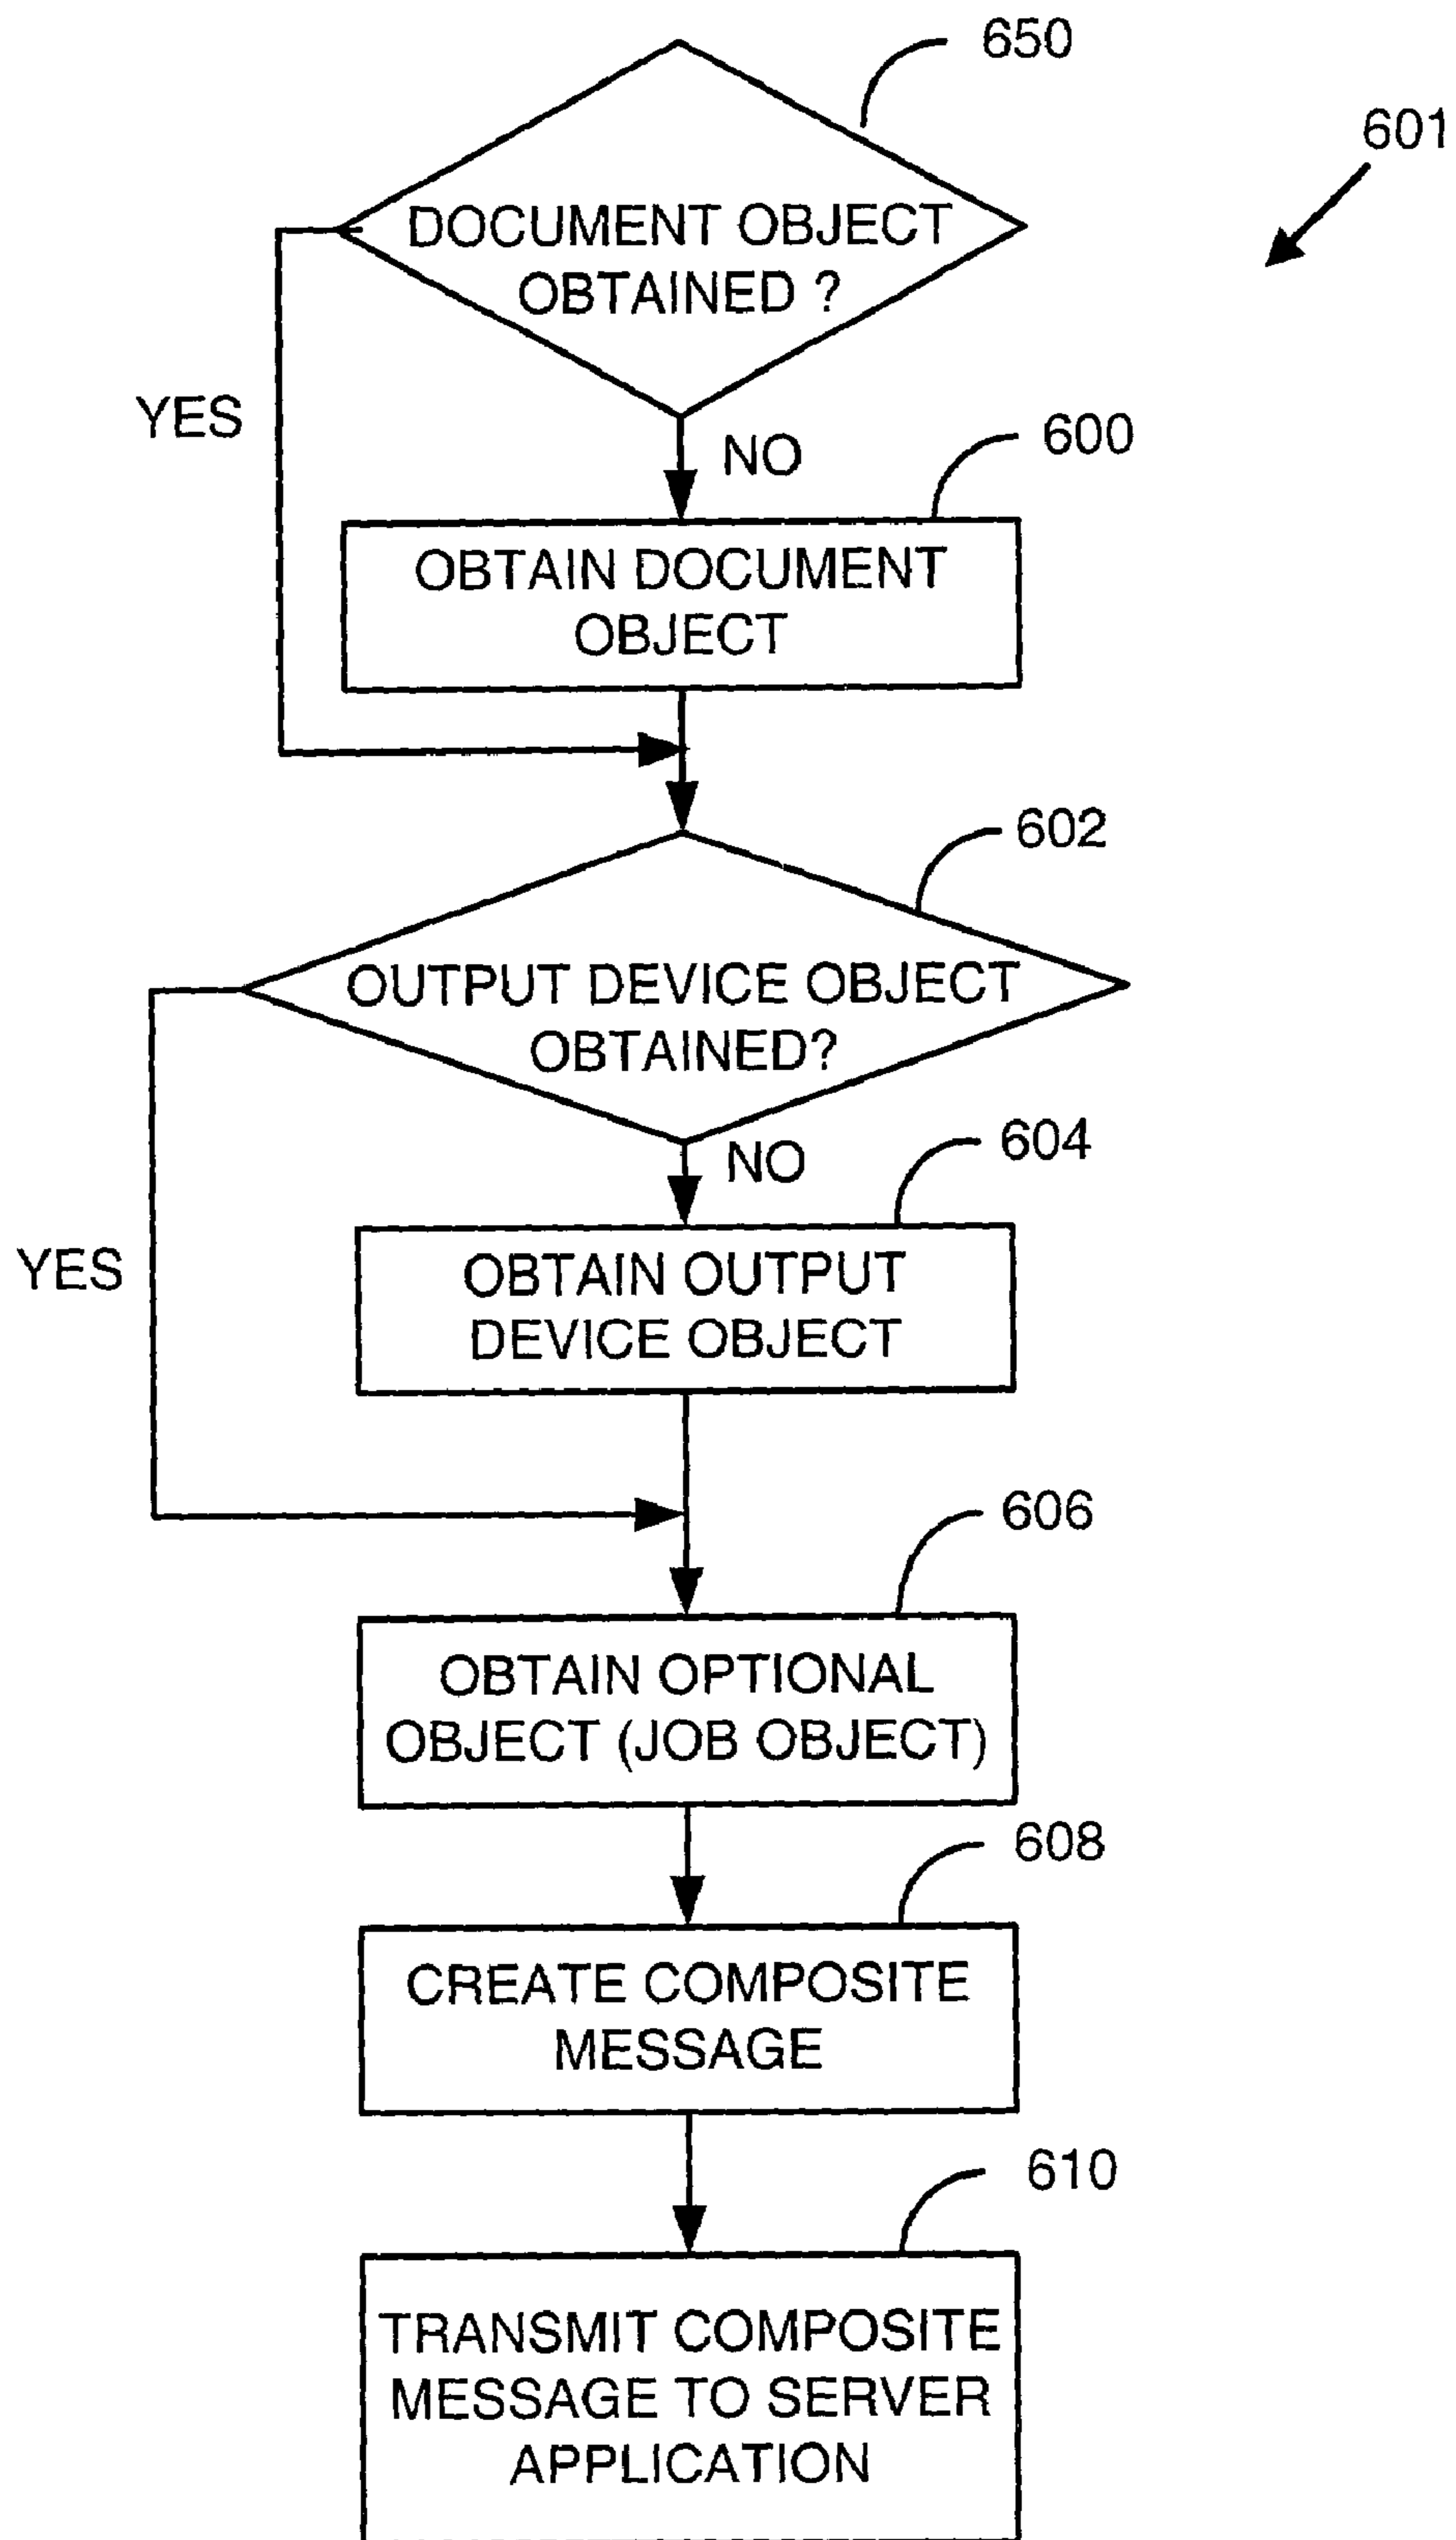 650
601
DOCUMENT OBJECT
OBTAINED ?
YES
NO
600
OBTAIN DOCUMENT
OBJECT
602
OUTPUT DEVICE OBJECT
OBTAINED?
NO
604
YES
OBTAIN OUTPUT
DEVICE OBJECT
606
OBTAIN OPTIONAL
OBJECT (JOB OBJECT)
608
CREATE COMPOSITE
MESSAGE
610
TRANSMIT COMPOSITE
MESSAGE TO SERVER
APPLICATION